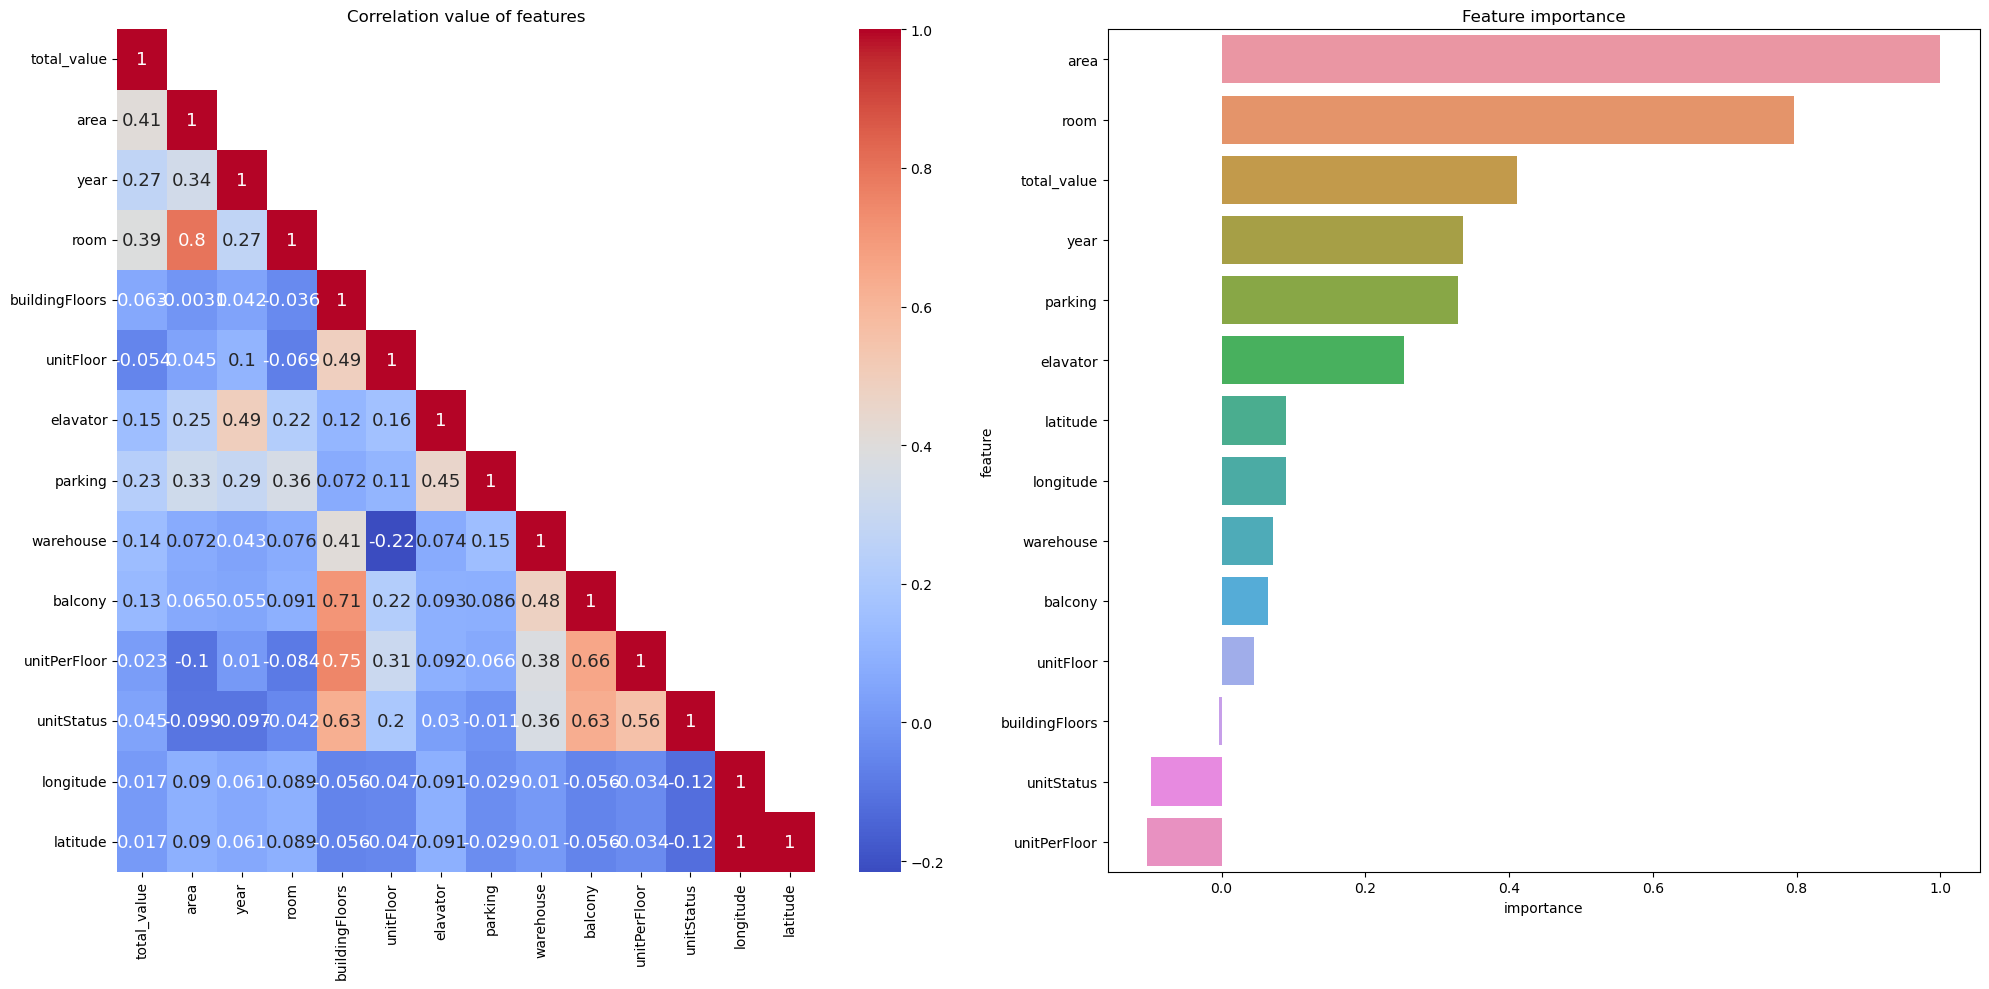 Correlation value of features
total_value 1
area 0.41 1
year 0.27 0.34 1
room 0.39 0.8 0.27 1
buildingFloors 0.063 -0.0031 0.042 -0.036 1
unitFloor -0.054 0.045 0.1 -0.069 0.49 1
elavator 0.15 0.25 0.49 0.22 0.12 0.16 1
parking 0.23 0.33 0.29 0.36 0.072 0.11 0.45 1
warehouse 0.14 0.072 0.043 0.076 0.41 -0.22 0.074 0.15 1
balcony 0.13 0.065 0.055 0.091 0.71 0.22 0.093 0.086 0.48 1
unitPerFloor 0.023 -0.1 0.01 -0.084 0.75 0.31 0.092 0.066 0.38 0.66 1
unitStatus 0.045 -0.099 -0.097 -0.042 0.63 0.2 0.03 -0.011 0.36 0.63 0.56 1
longitude 0.017 0.09 0.061 0.089 -0.056 -0.047 0.091 -0.029 0.01 -0.056 -0.034 -0.12 1
latitude 0.017 0.09 0.061 0.089 -0.056 -0.047 0.091 -0.029 0.01 -0.056 -0.034 -0.12 1 1
total_value
area
year
room
buildingFloors
unitFloor
elavator
parking
warehouse
balcony
unitPerFloor
unitStatus
longitude
latitude
1.0
0.8
0.6
0.4
0.2
0.0
−0.2
Feature importance
feature
area
room
total_value
year
parking
elavator
latitude
longitude
warehouse
balcony
unitFloor
buildingFloors
unitStatus
unitPerFloor
0.0 0.2 0.4 0.6 0.8 1.0
importance